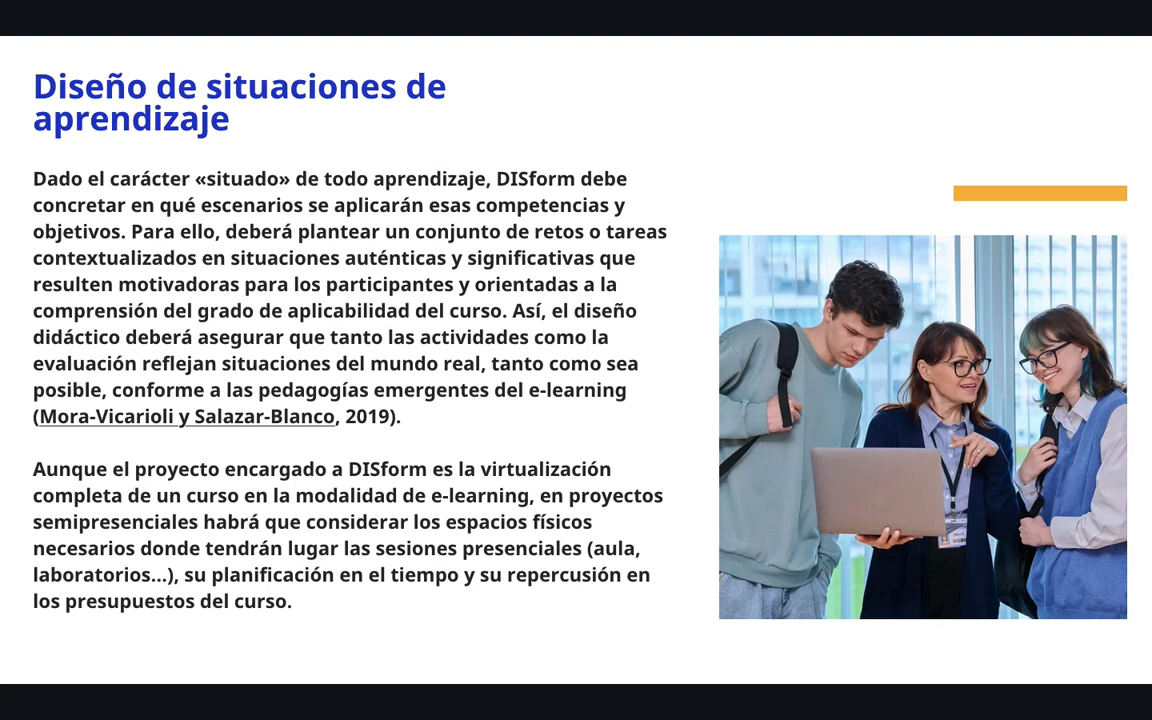 Diseño de situaciones de
aprendizaje
Dado el carácter «situado» de todo aprendizaje, DISform debe
concretar en qué escenarios se aplicarán esas competencias y
objetivos. Para ello, deberá plantear un conjunto de retos o tareas
contextualizados en situaciones auténticas y significativas que
resulten motivadoras para los participantes y orientadas a la
comprensión del grado de aplicabilidad del curso. Así, el diseño
didáctico deberá asegurar que tanto las actividades como la
evaluación reflejan situaciones del mundo real, tanto como sea
posible, conforme a las pedagogías emergentes del e-learning
(Mora-Vicarioli y Salazar-Blanco, 2019).
Aunque el proyecto encargado a DISform es la virtualización
completa de un curso en la modalidad de e-learning, en proyectos
semipresenciales habrá que considerar los espacios físicos
necesarios donde tendrán lugar las sesiones presenciales (aula,
laboratorios...), su planificación en el tiempo y su repercusión en
los presupuestos del curso.